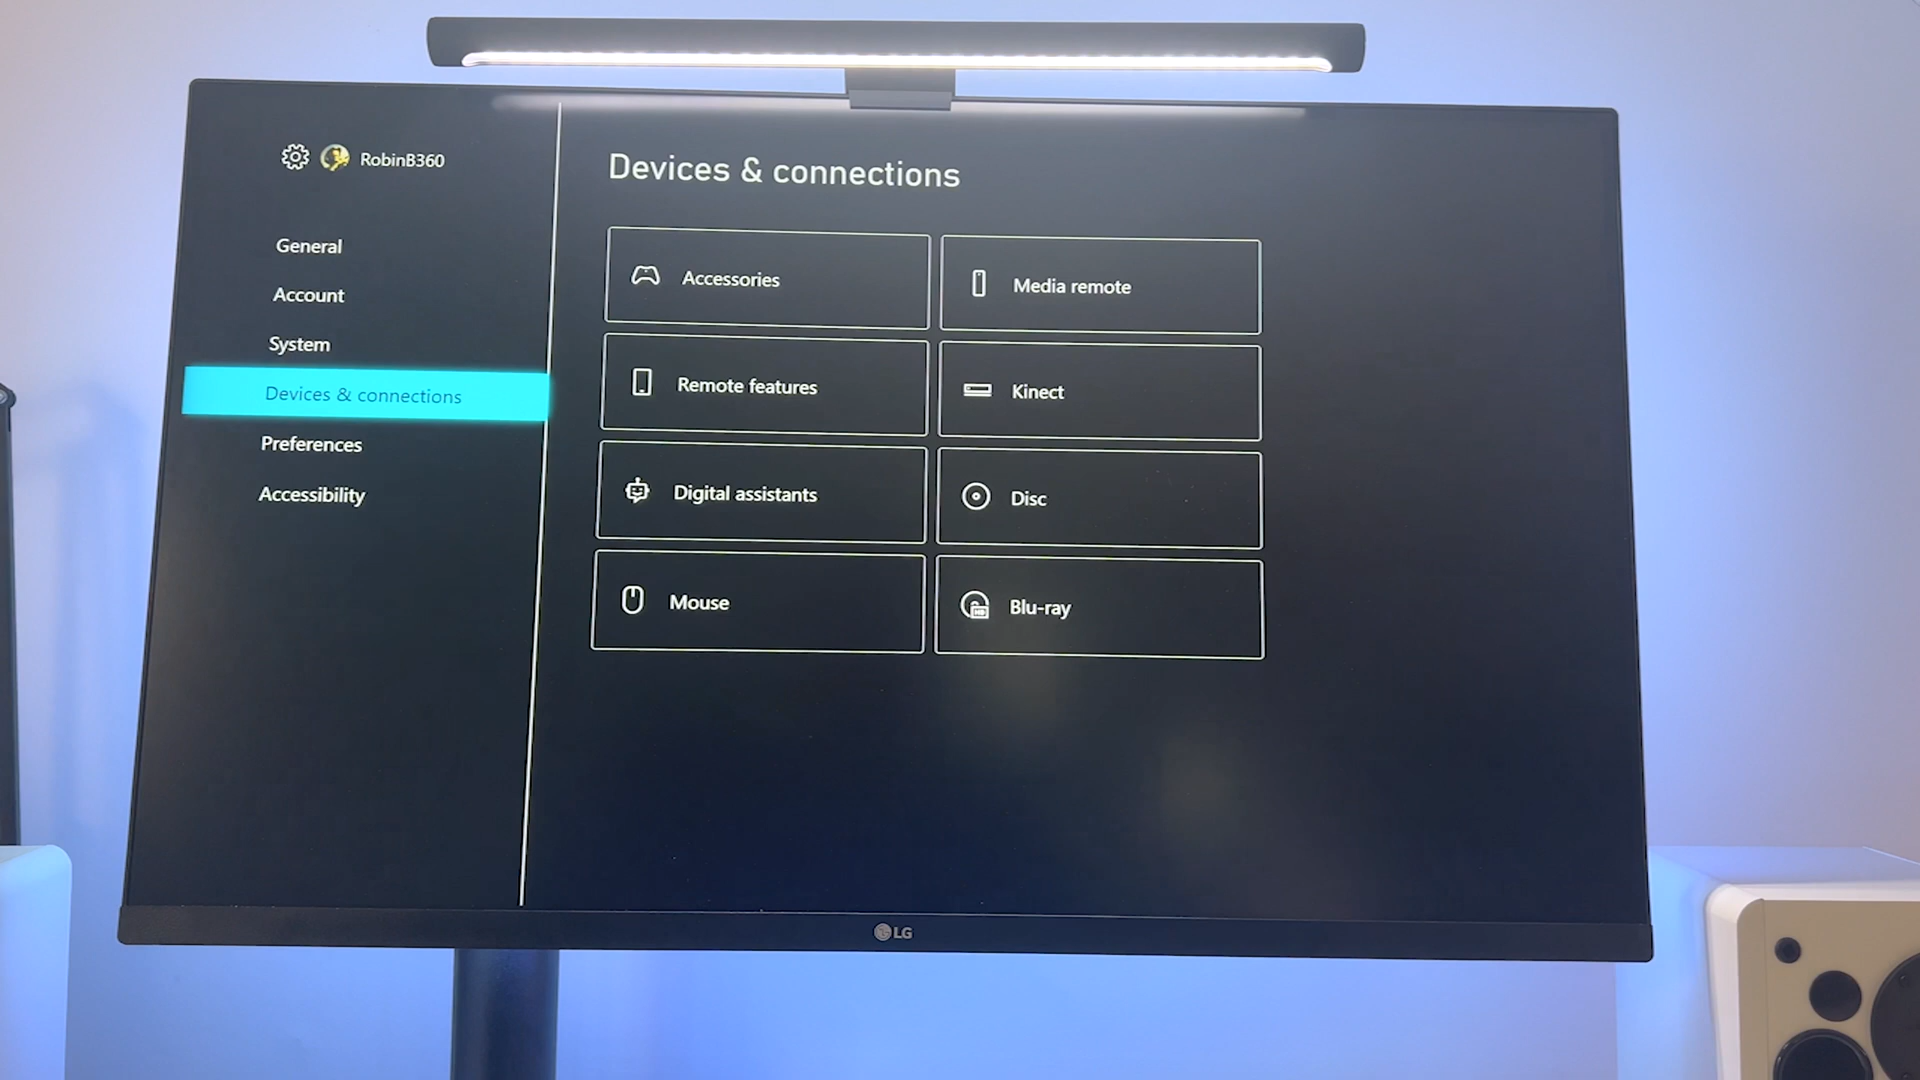 RobinB360
General
Account
System
Devices & connections
Preferences
Accessibility
Devices & connections
Accessories
Media remote
Remote features
Kinect
Digital assistants
Disc
Mouse
Blu-ray
LG